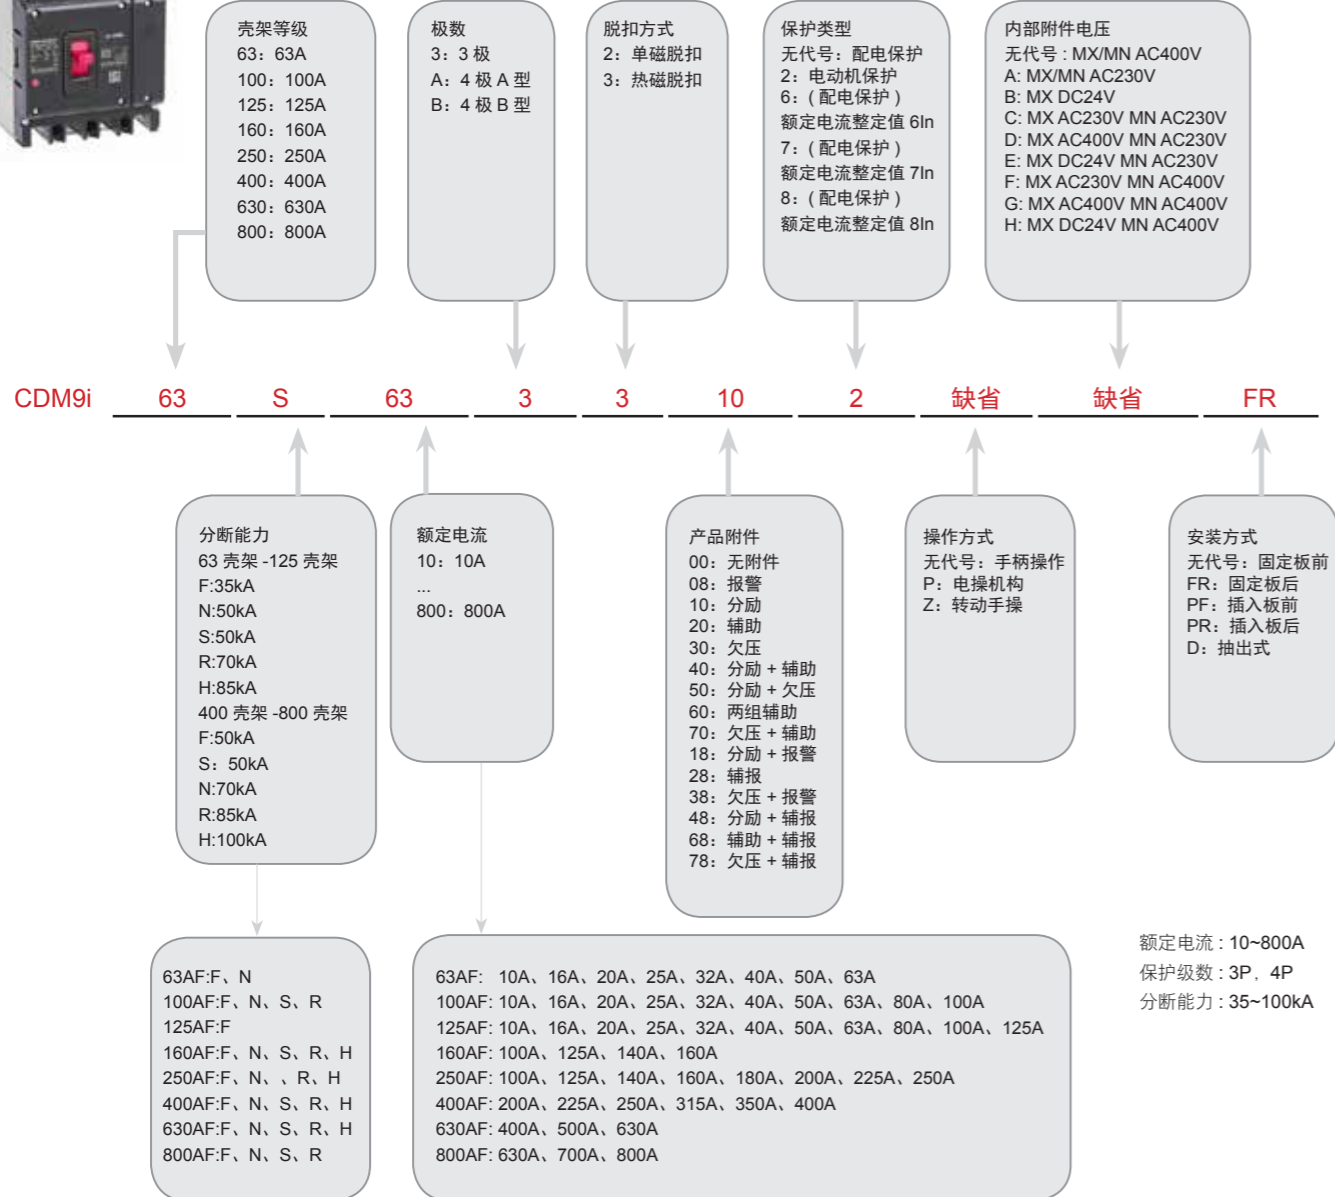 壳架等级
63：63A
100：100A
125：125A
160：160A
250：250A
400：400A
630：630A
800：800A
极数
3：3 极
A：4 极 A 型
B：4 极 B 型
脱扣方式
2：单磁脱扣
3：热磁脱扣
保护类型
无代号：配电保护
2：电动机保护
6：( 配电保护 )
额定电流整定值 6In
7：( 配电保护 )
额定电流整定值 7In
8：( 配电保护 )
额定电流整定值 8In
内部附件电压
无代号 : MX/MN AC400V
A: MX/MN AC230V
B: MX DC24V
C: MX AC230V MN AC230V
D: MX AC400V MN AC230V
E: MX DC24V MN AC230V
F: MX AC230V MN AC400V
G: MX AC400V MN AC400V
H: MX DC24V MN AC400V
CDM9i 63 S 63 3 3 10 2 缺省 缺省 FR
分断能力
63 壳架 -125 壳架
F:35kA
N:50kA
S:50kA
R:70kA
H:85kA
400 壳架 -800 壳架
F:50kA
S：50kA
N:70kA
R:85kA
H:100kA
额定电流
10：10A
...
800：800A
产品附件
00：无附件
08：报警
10：分励
20：辅助
30：欠压
40：分励 + 辅助
50：分励 + 欠压
60：两组辅助
70：欠压 + 辅助
18：分励 + 报警
28：辅报
38：欠压 + 报警
48：分励 + 辅报
68：辅助 + 辅报
78：欠压 + 辅报
操作方式
无代号：手柄操作
P：电操机构
Z：转动手操
安装方式
无代号：固定板前
FR：固定板后
PF：插入板前
PR：插入板后
D：抽出式
63AF:F、N
100AF:F、N、S、R
125AF:F
160AF:F、N、S、R、H
250AF:F、N、、R、H
400AF:F、N、S、R、H
630AF:F、N、S、R、H
800AF:F、N、S、R
63AF: 10A、16A、20A、25A、32A、40A、50A、63A
100AF: 10A、16A、20A、25A、32A、40A、50A、63A、80A、100A
125AF: 10A、16A、20A、25A、32A、40A、50A、63A、80A、100A、125A
160AF: 100A、125A、140A、160A
250AF: 100A、125A、140A、160A、180A、200A、225A、250A
400AF: 200A、225A、250A、315A、350A、400A
630AF: 400A、500A、630A
800AF: 630A、700A、800A
额定电流 : 10~800A
保护级数 : 3P，4P
分断能力 : 35~100kA